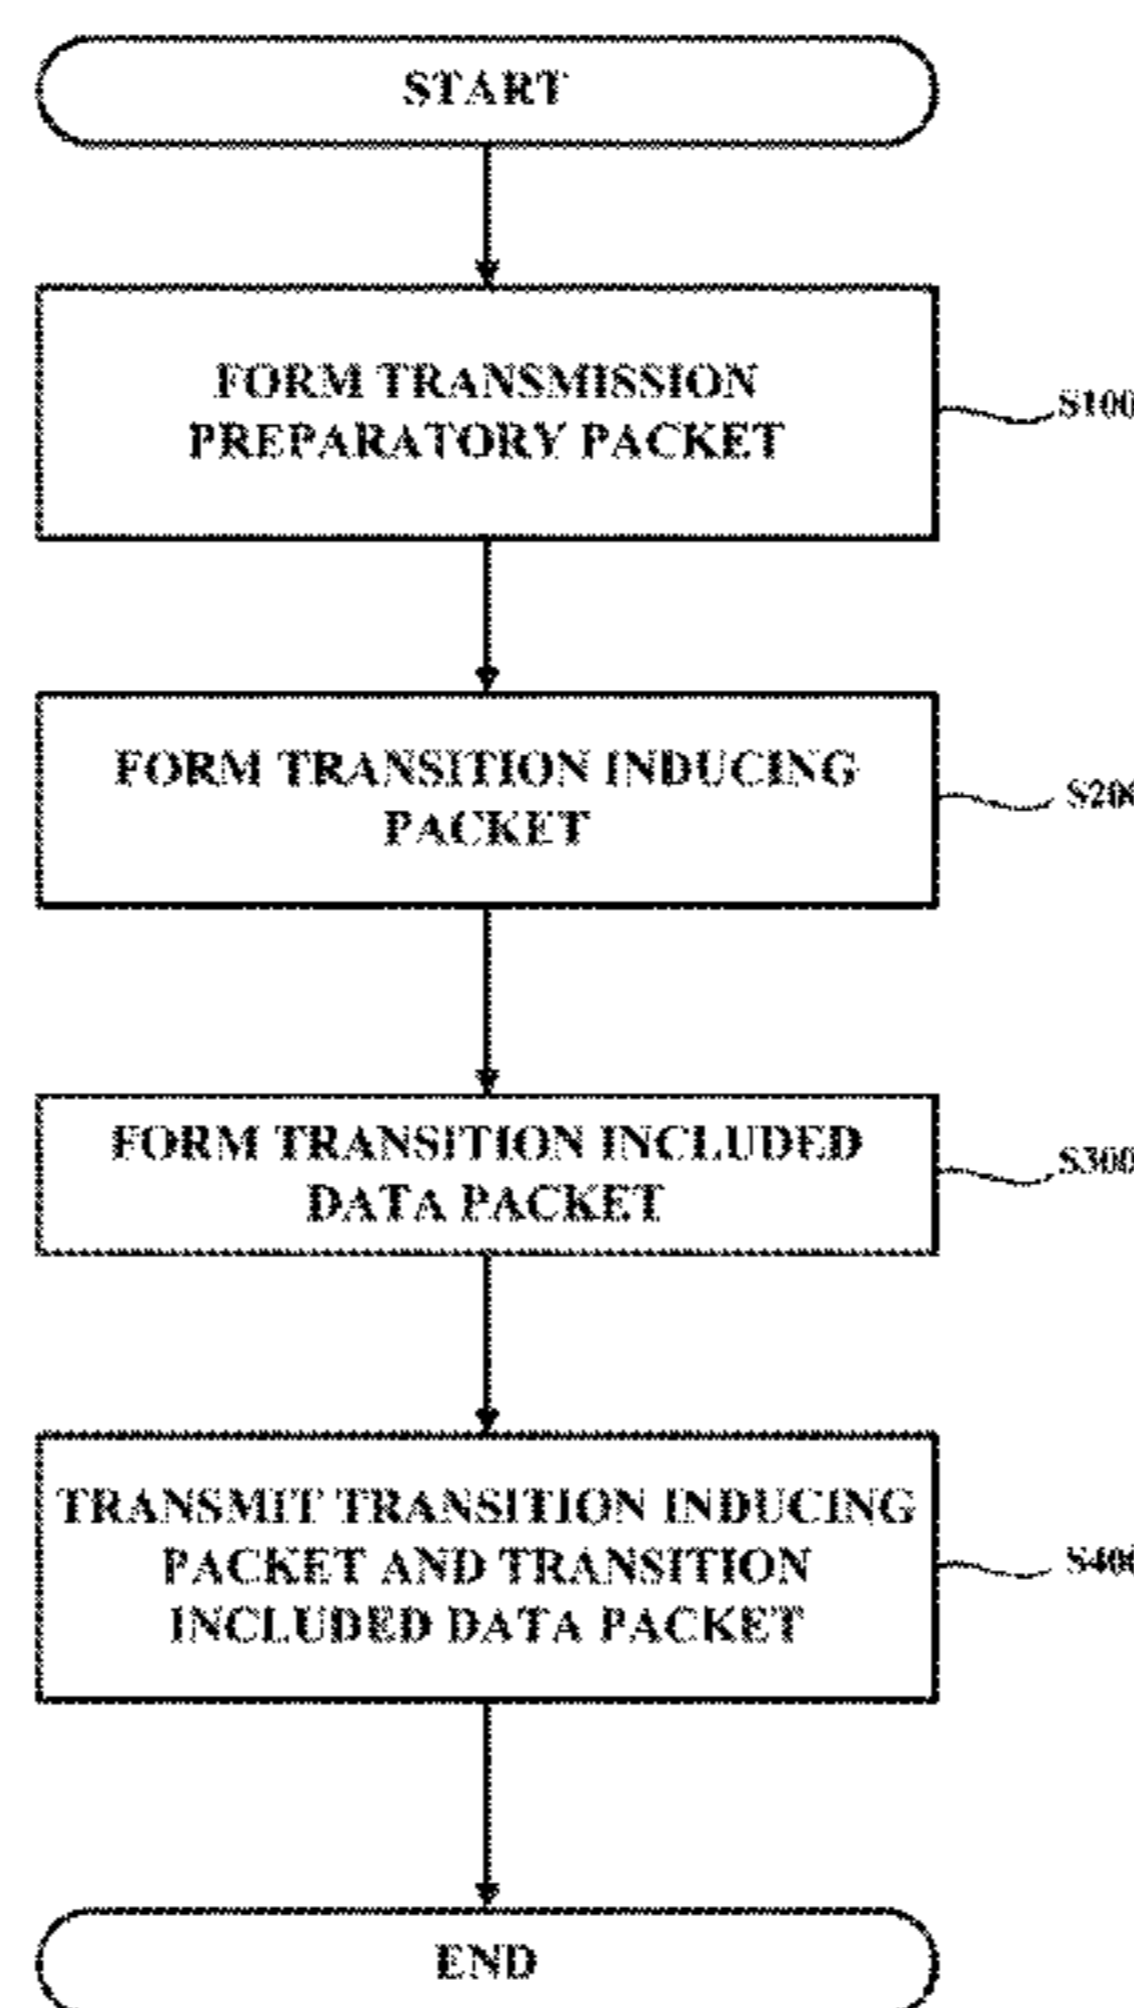 START
FORM TRANSMISSION
PREPARATORY PACKET
S100
FORM TRANSITION INDUCING
PACKET
S200
FORM TRANSITION INCLUDED
DATA PACKET
S300
TRANSMIT TRANSITION INDUCING
PACKET AND TRANSITION
INCLUDED DATA PACKET
S400
END